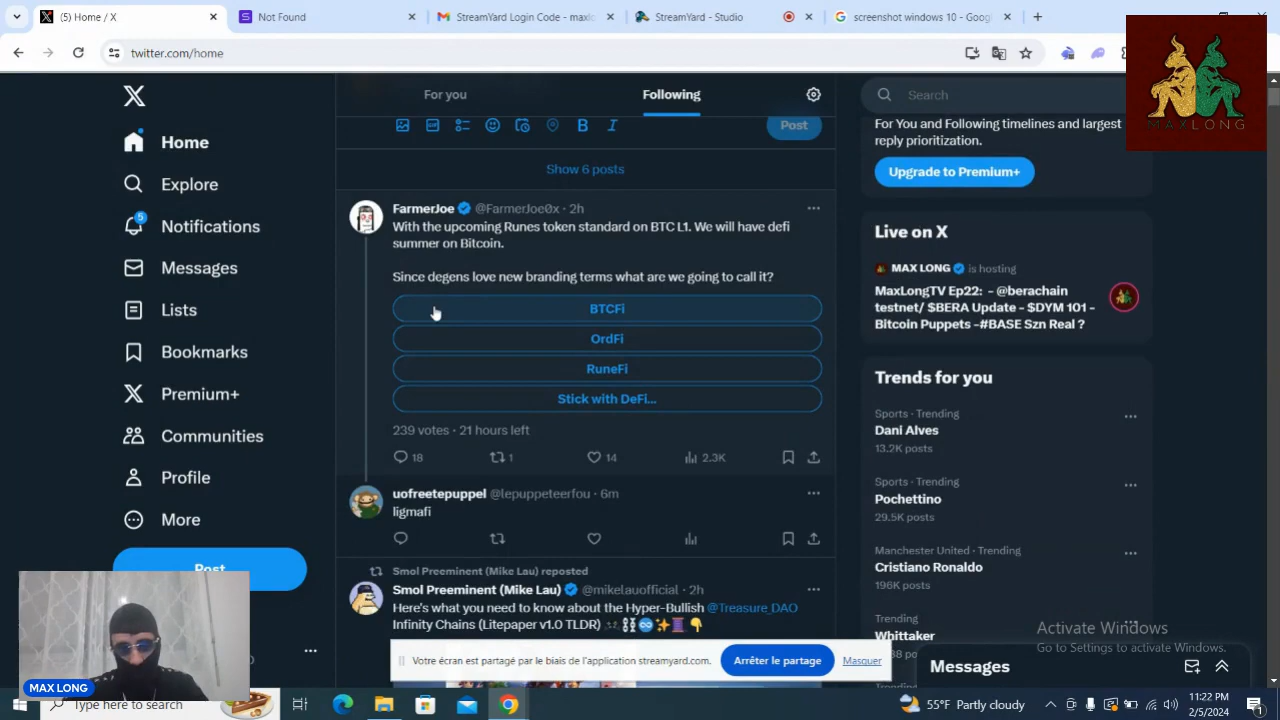 (5) Home / X
Not Found
StreamYard Login Code - maxlo
StreamYard - Studio
screenshot windows 10 - Goog
twitter.com/home
MAXLONG
Home
Explore
5
Notifications
Messages
Lists
Bookmarks
Premium+
Communities
Profile
More
Post
MAX LONG
For you
Following
Post
Show 6 posts
FarmerJoe @FarmerJoe0x · 2h
With the upcoming Runes token standard on BTC L1. We will have defi
summer on Bitcoin.
Since degens love new branding terms what are we going to call it?
BTCFi
OrdFi
RuneFi
Stick with DeFi...
239 votes · 21 hours left
18 1 14 2.3K
uofreetepuppel @lepuppeteerfou · 6m
ligmafi
Smol Preeminent (Mike Lau) reposted
Smol Preeminent (Mike Lau) @mikelauofficial · 2h
Here's what you need to know about the Hyper-Bullish @Treasure_DAO
Infinity Chains (Litepaper v1.0 TLDR)
Votre écran est partagé par le biais de l'application streamyard.com.
Arrêter le partage
Masquer
Search
For You and Following timelines and largest
reply prioritization.
Upgrade to Premium+
Live on X
MAX LONG is hosting
MaxLongTV Ep22: - @berachain
testnet/ $BERA Update - $DYM 101 -
Bitcoin Puppets -#BASE Szn Real ?
Trends for you
Sports · Trending
Dani Alves
13.2K posts
Sports · Trending
Pochettino
29.5K posts
Manchester United · Trending
Cristiano Ronaldo
196K posts
Trending
Whittaker
Activate Windows
Go to Settings to activate Windows.
Messages
Type here to search
55°F Partly cloudy
11:22 PM
2/5/2024
1